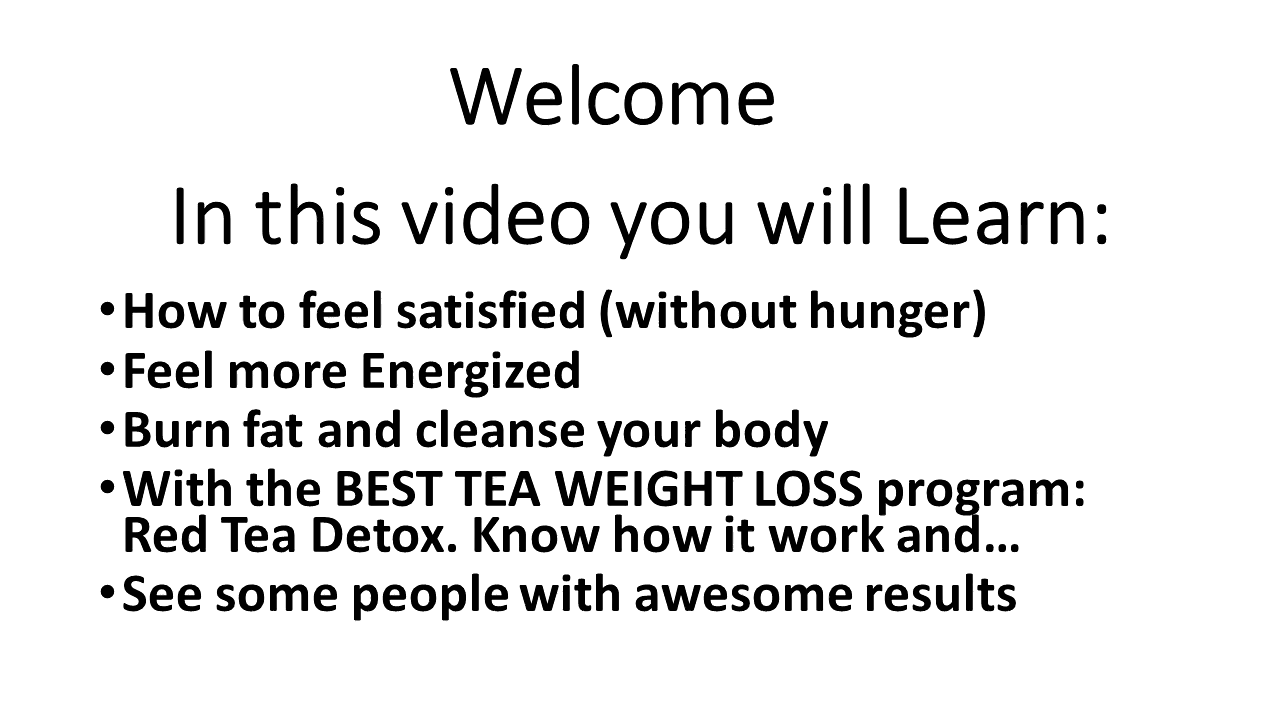 Welcome
In this video you will Learn:
•How to feel satisfied (without hunger)
•Feel more Energized
•Burn fat and cleanse your body
•With the BEST TEA WEIGHT LOSS program:
Red Tea Detox. Know how it work and…
•See some people with awesome results